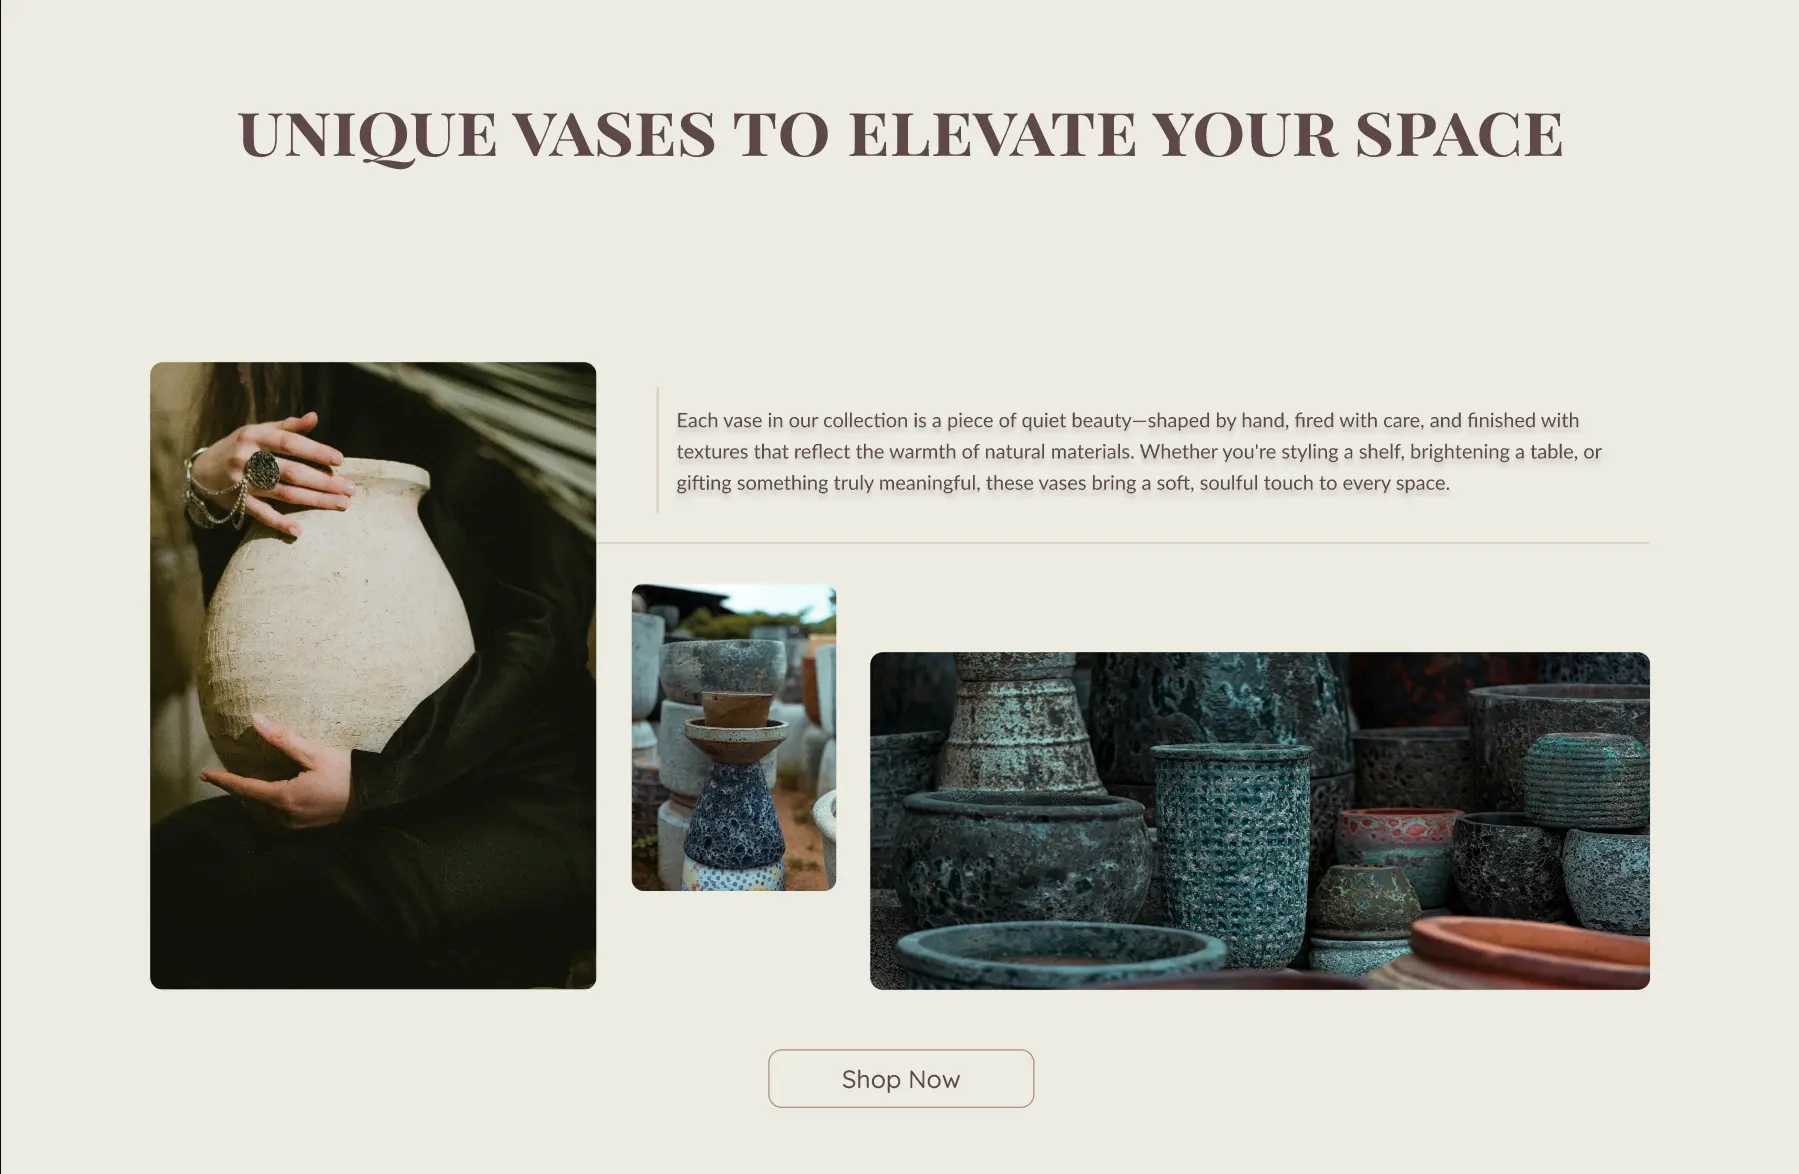 UNIQUE VASES TO ELEVATE YOUR SPACE
Each vase in our collection is a piece of quiet beauty—shaped by hand, fired with care, and finished with
textures that reflect the warmth of natural materials. Whether you're styling a shelf, brightening a table, or
gifting something truly meaningful, these vases bring a soft, soulful touch to every space.
Shop Now